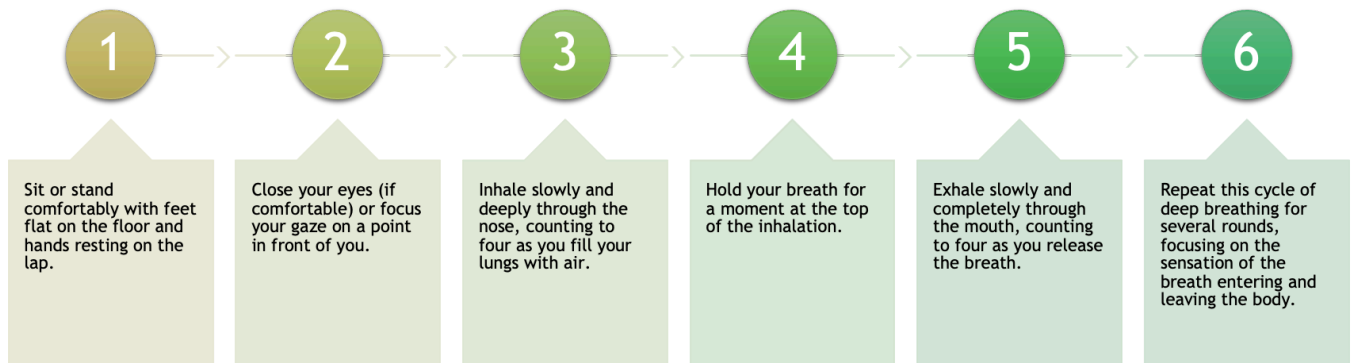 1
2
3
4
5
6
Sit or stand
comfortably with feet
flat on the floor and
hands resting on the
lap.
Close your eyes (if
comfortable) or focus
your gaze on a point
in front of you.
Inhale slowly and
deeply through the
nose, counting to
four as you fill your
lungs with air.
Hold your breath for
a moment at the top
of the inhalation.
Exhale slowly and
completely through
the mouth, counting
to four as you release
the breath.
Repeat this cycle of
deep breathing for
several rounds,
focusing on the
sensation of the
breath entering and
leaving the body.